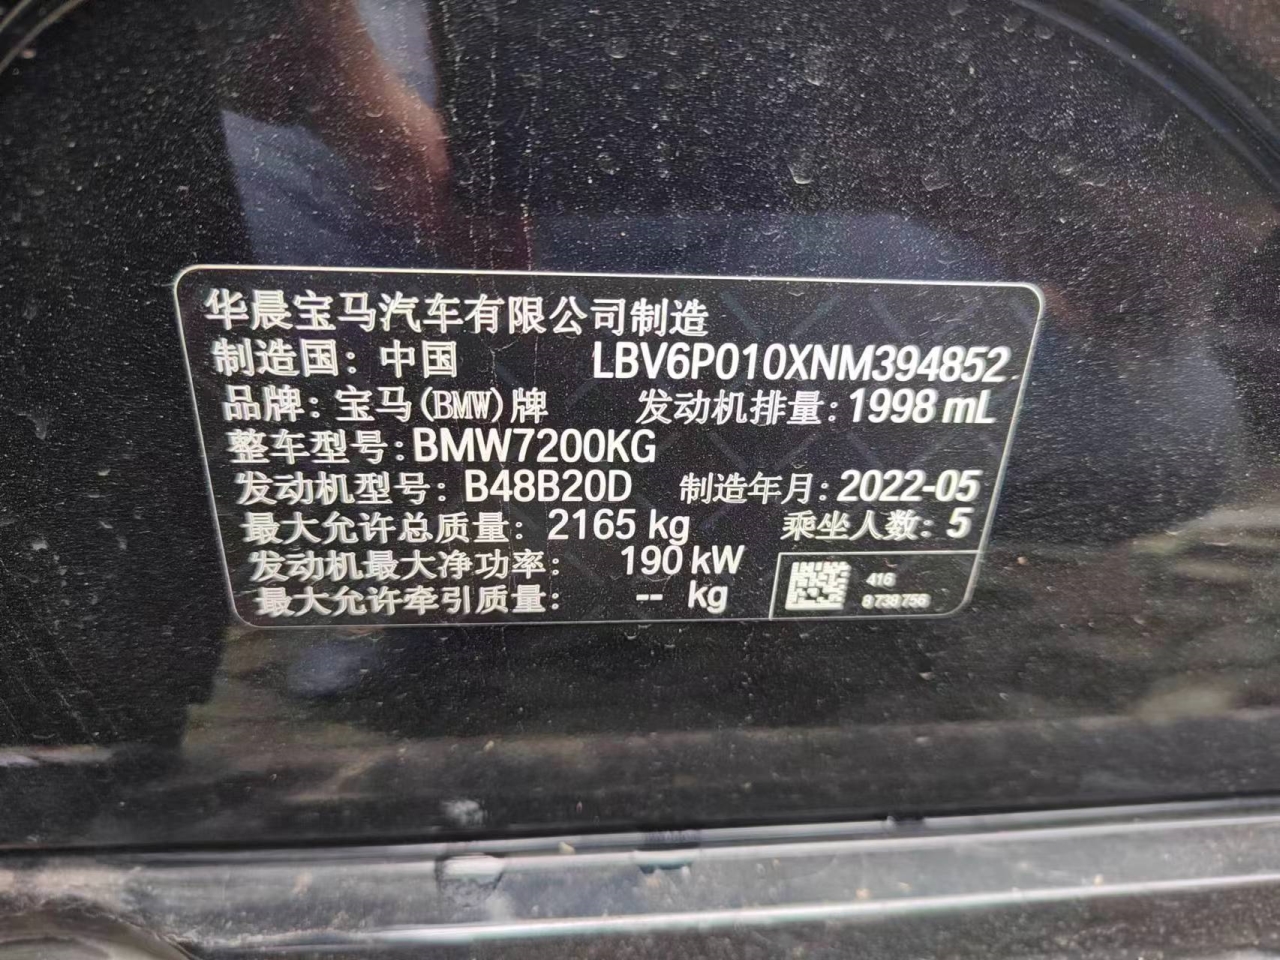 华晨宝马汽车有限公司制造
制造国：中国 LBV6P010XNM394852
品牌：宝马(BMW)牌 发动机排量：1998 mL
整车型号：BMW7200KG
发动机型号：B48B20D 制造年月：2022-05
最大允许总质量：2165 kg 乘坐人数：5
发动机最大净功率：190 kW
最大允许牵引质量：-- kg
416
8 738 756